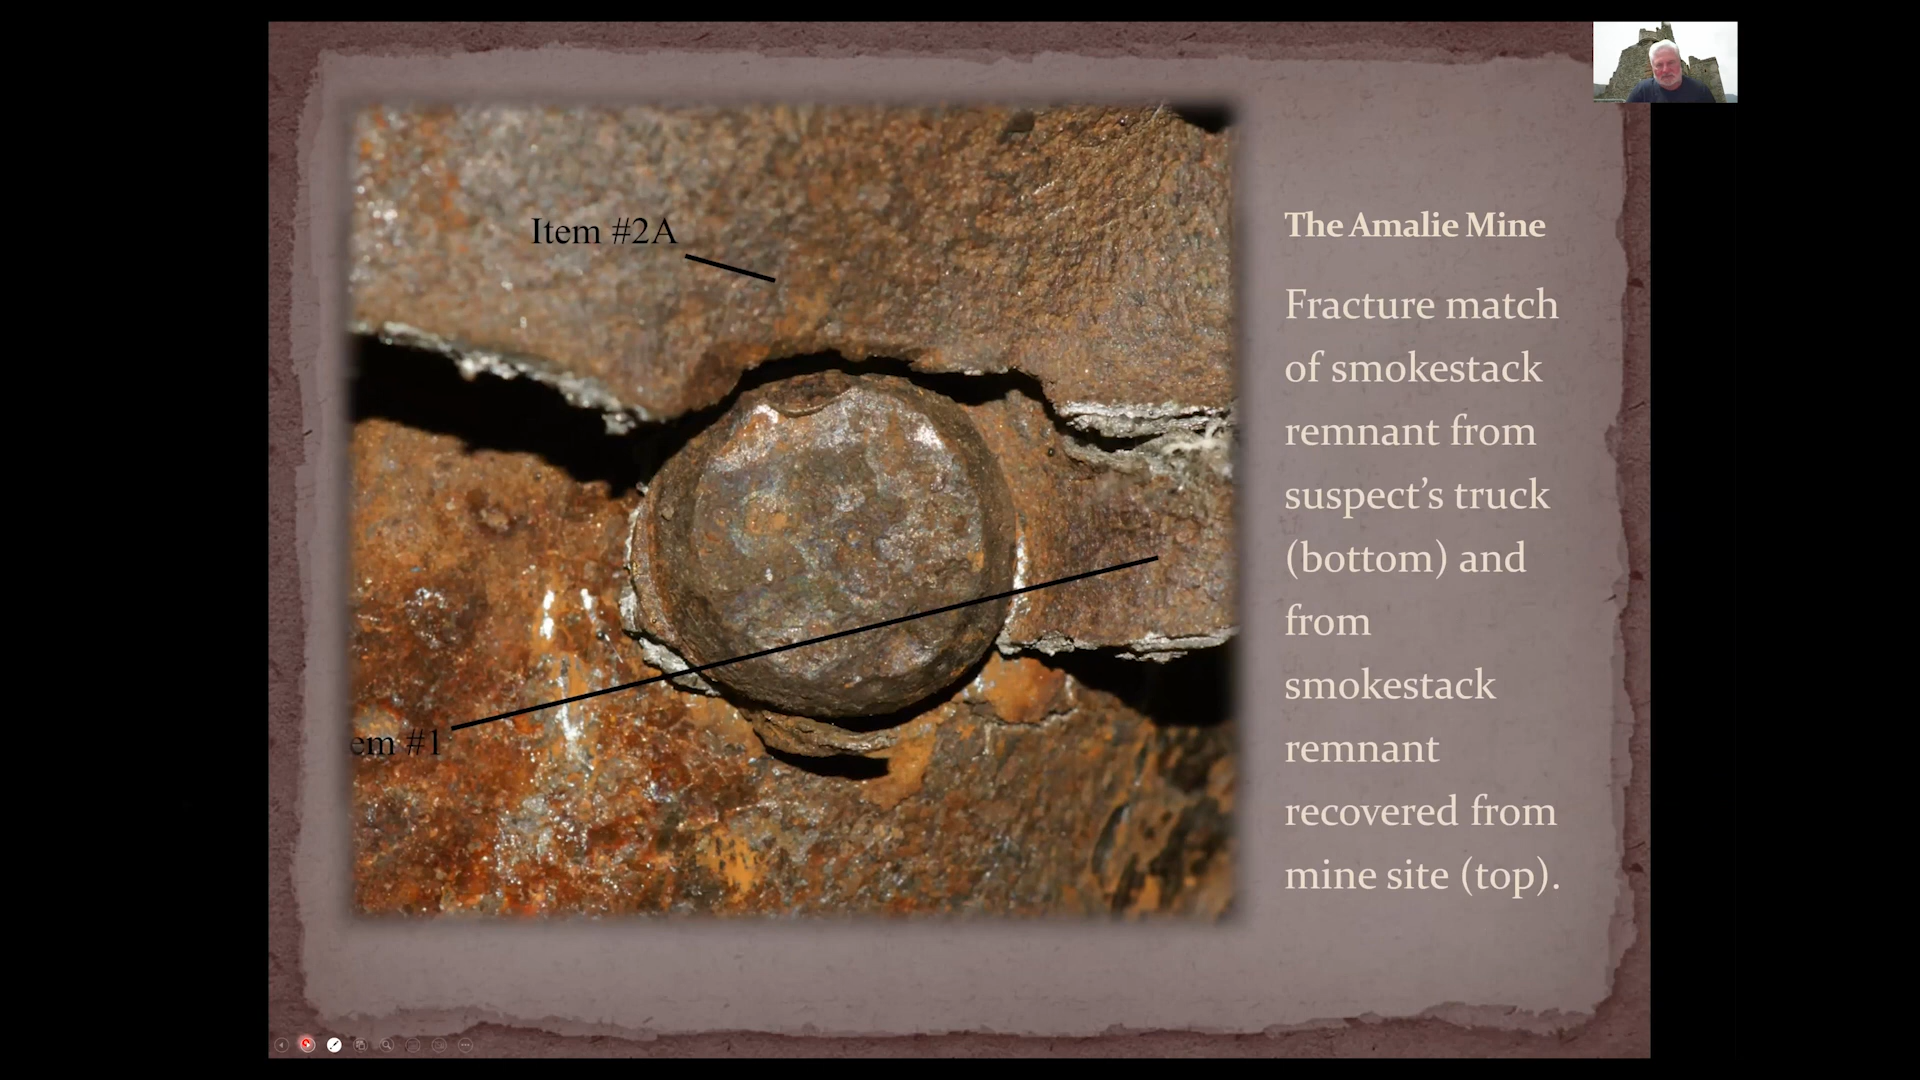 Item #2A
em #1
The Amalie Mine
Fracture match
of smokestack
remnant from
suspect’s truck
(bottom) and
from
smokestack
remnant
recovered from
mine site (top).